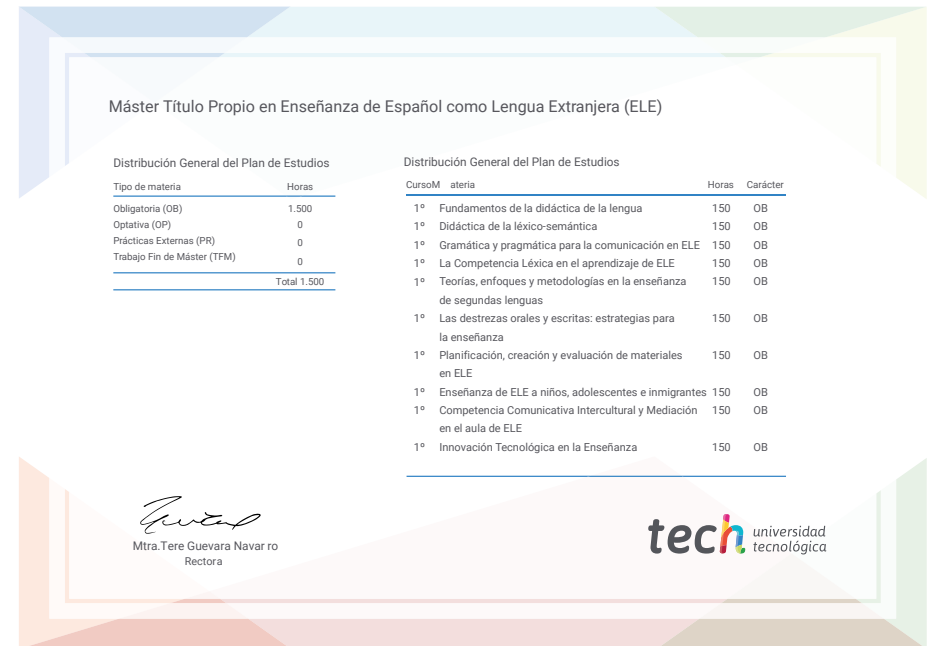 Máster Título Propio en Enseñanza de Español como Lengua Extranjera (ELE)
Distribución General del Plan de Estudios
Tipo de materia Horas
Obligatoria (OB) 1.500
Optativa (OP) 0
Prácticas Externas (PR) 0
Trabajo Fin de Máster (TFM) 0
Total 1.500
Distribución General del Plan de Estudios
CursoM ateria Horas Carácter
1º Fundamentos de la didáctica de la lengua 150 OB
1º Didáctica de la léxico-semántica 150 OB
1º Gramática y pragmática para la comunicación en ELE 150 OB
1º La Competencia Léxica en el aprendizaje de ELE 150 OB
1º Teorías, enfoques y metodologías en la enseñanza 150 OB
de segundas lenguas
1º Las destrezas orales y escritas: estrategias para 150 OB
la enseñanza
1º Planificación, creación y evaluación de materiales 150 OB
en ELE
1º Enseñanza de ELE a niños, adolescentes e inmigrantes 150 OB
1º Competencia Comunicativa Intercultural y Mediación 150 OB
en el aula de ELE
1º Innovación Tecnológica en la Enseñanza 150 OB
Mtra.Tere Guevara Navar ro
Rectora
tech universidad
tecnológica